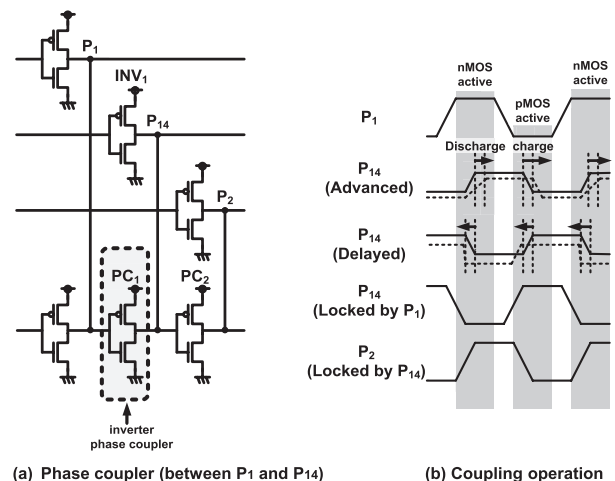 P1
INV1
P14
P2
PC1
PC2
inverter
phase coupler
(a) Phase coupler (between P1 and P14)
nMOS
active
nMOS
active
pMOS
active
P1
Discharge
charge
P14
(Advanced)
P14
(Delayed)
P14
(Locked by P1)
P2
(Locked by P14)
(b) Coupling operation